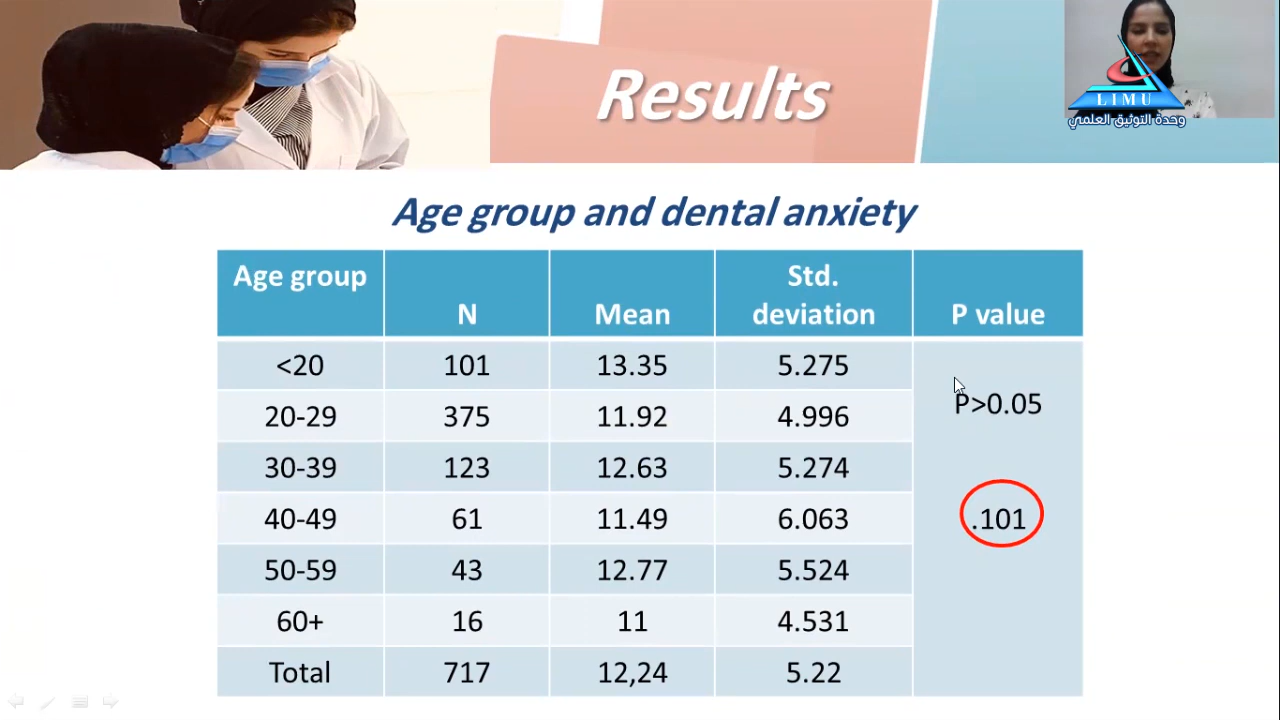 Results
LIMU
وحدة التوثيق العلمي
Age group and dental anxiety
Age group N Mean Std. deviation P value
<20 101 13.35 5.275 P>0.05
20-29 375 11.92 4.996
30-39 123 12.63 5.274
40-49 61 11.49 6.063 .101
50-59 43 12.77 5.524
60+ 16 11 4.531
Total 717 12,24 5.22